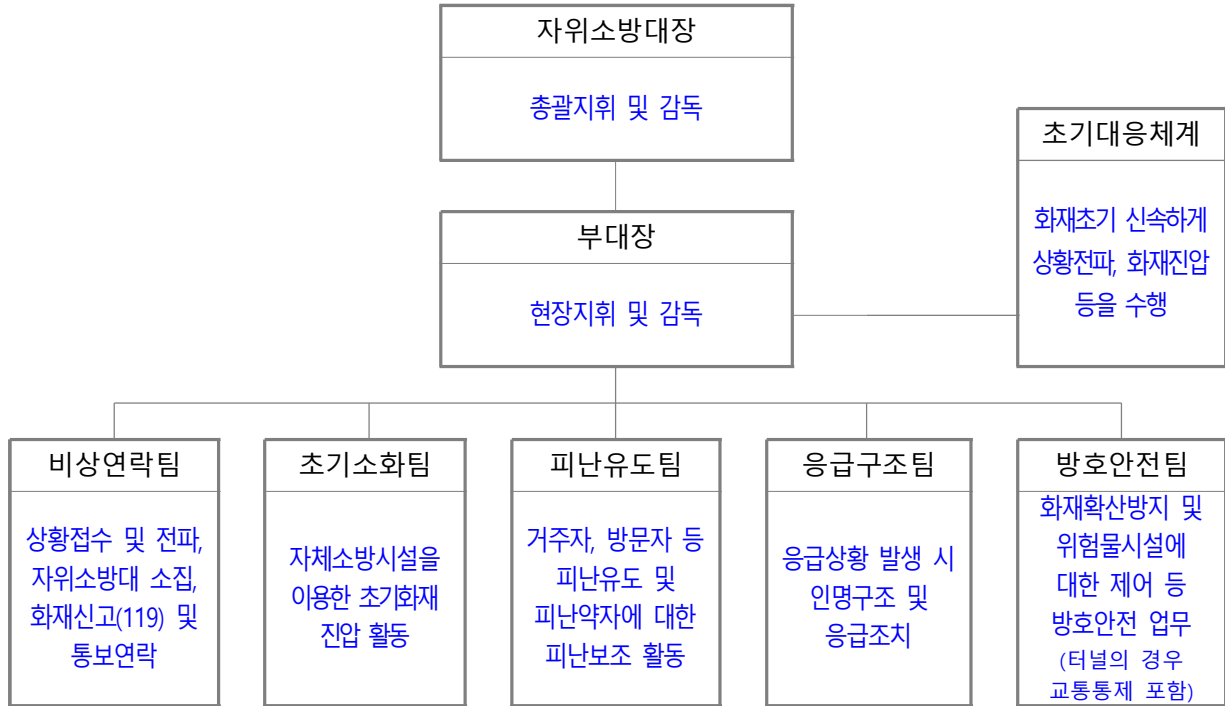 자위소방대장
총괄지휘 및 감독
초기대응체계
화재초기 신속하게
상황전파, 화재진압
등을 수행
부대장
현장지휘 및 감독
비상연락팀
상황접수 및 전파,
자위소방대 소집,
화재신고(119) 및
통보연락
초기소화팀
자체소방시설을
이용한 초기화재
진압 활동
피난유도팀
거주자, 방문자 등
피난유도 및
피난약자에 대한
피난보조 활동
응급구조팀
응급상황 발생 시
인명구조 및
응급조치
방호안전팀
화재확산방지 및
위험물시설에
대한 제어 등
방호안전 업무
(터널의 경우
교통통제 포함)